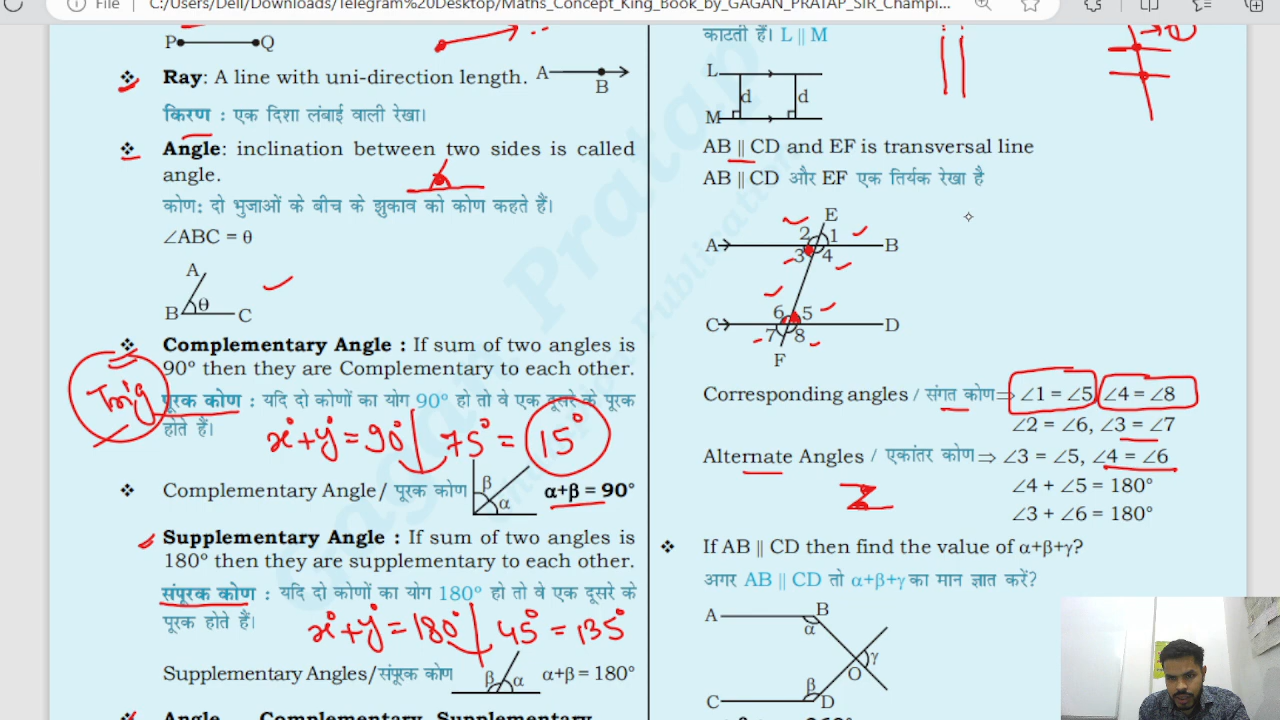 File
C:/Users/Dell/Downloads/Telegram%20Desktop/Maths_Concept_King_Book_by_GAGAN_PRATAP_SIR_Champi...
P Q
❖ Ray: A line with uni-direction length. A B
किरण : एक दिशा लंबाई वाली रेखा।
❖ Angle: inclination between two sides is called
angle.
कोण: दो भुजाओं के बीच के झुकाव को कोण कहते हैं।
∠ABC = θ
A
B θ C
❖ Complementary Angle : If sum of two angles is
90° then they are Complementary to each other.
Trig
पूरक कोण : यदि दो कोणों का योग 90° हो तो वे एक दूसरे के पूरक
होते हैं।
x° + y° = 90° 75° = 15°
❖ Complementary Angle/ पूरक कोण β α α+β = 90°
Supplementary Angle : If sum of two angles is
180° then they are supplementary to each other.
संपूरक कोण : यदि दो कोणों का योग 180° हो तो वे एक दूसरे के
पूरक होते हैं।
x° + y° = 180° 45° = 135°
Supplementary Angles/संपूरक कोण β α α+β = 180°
Angle Complementary Supplementary
काटती हैं। L || M
L
d d
M
AB || CD and EF is transversal line
AB || CD और EF एक तिर्यक रेखा है
E
2 1
A B
3 4
6 5
C D
7 8
F
Corresponding angles / संगत कोण⇒ ∠1 = ∠5, ∠4 = ∠8
∠2 = ∠6, ∠3 = ∠7
Alternate Angles / एकांतर कोण ⇒ ∠3 = ∠5, ∠4 = ∠6
Z
∠4 + ∠5 = 180°
∠3 + ∠6 = 180°
❖ If AB || CD then find the value of α+β+γ?
अगर AB || CD तो α+β+γ का मान ज्ञात करें?
A B
α
O γ
β
C D
Gagan Pratap
Publication